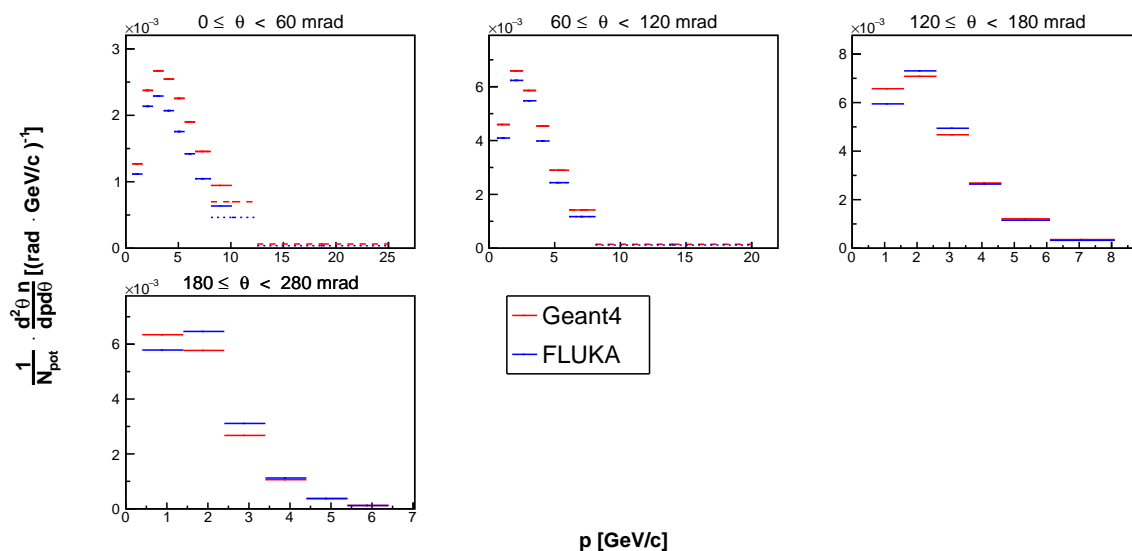 ×10⁻³ 0 ≤ θ < 60 mrad
3
2
1
0
0 5 10 15 20 25
×10⁻³ 60 ≤ θ < 120 mrad
6
4
2
0
0 5 10 15 20
×10⁻³ 120 ≤ θ < 180 mrad
8
6
4
2
0
0 1 2 3 4 5 6 7 8
×10⁻³ 180 ≤ θ < 280 mrad
6
4
2
0
0 1 2 3 4 5 6 7
Geant4
FLUKA
1/N_pot · d²θ n/dpdθ [(rad · GeV/c )⁻¹]
p [GeV/c]